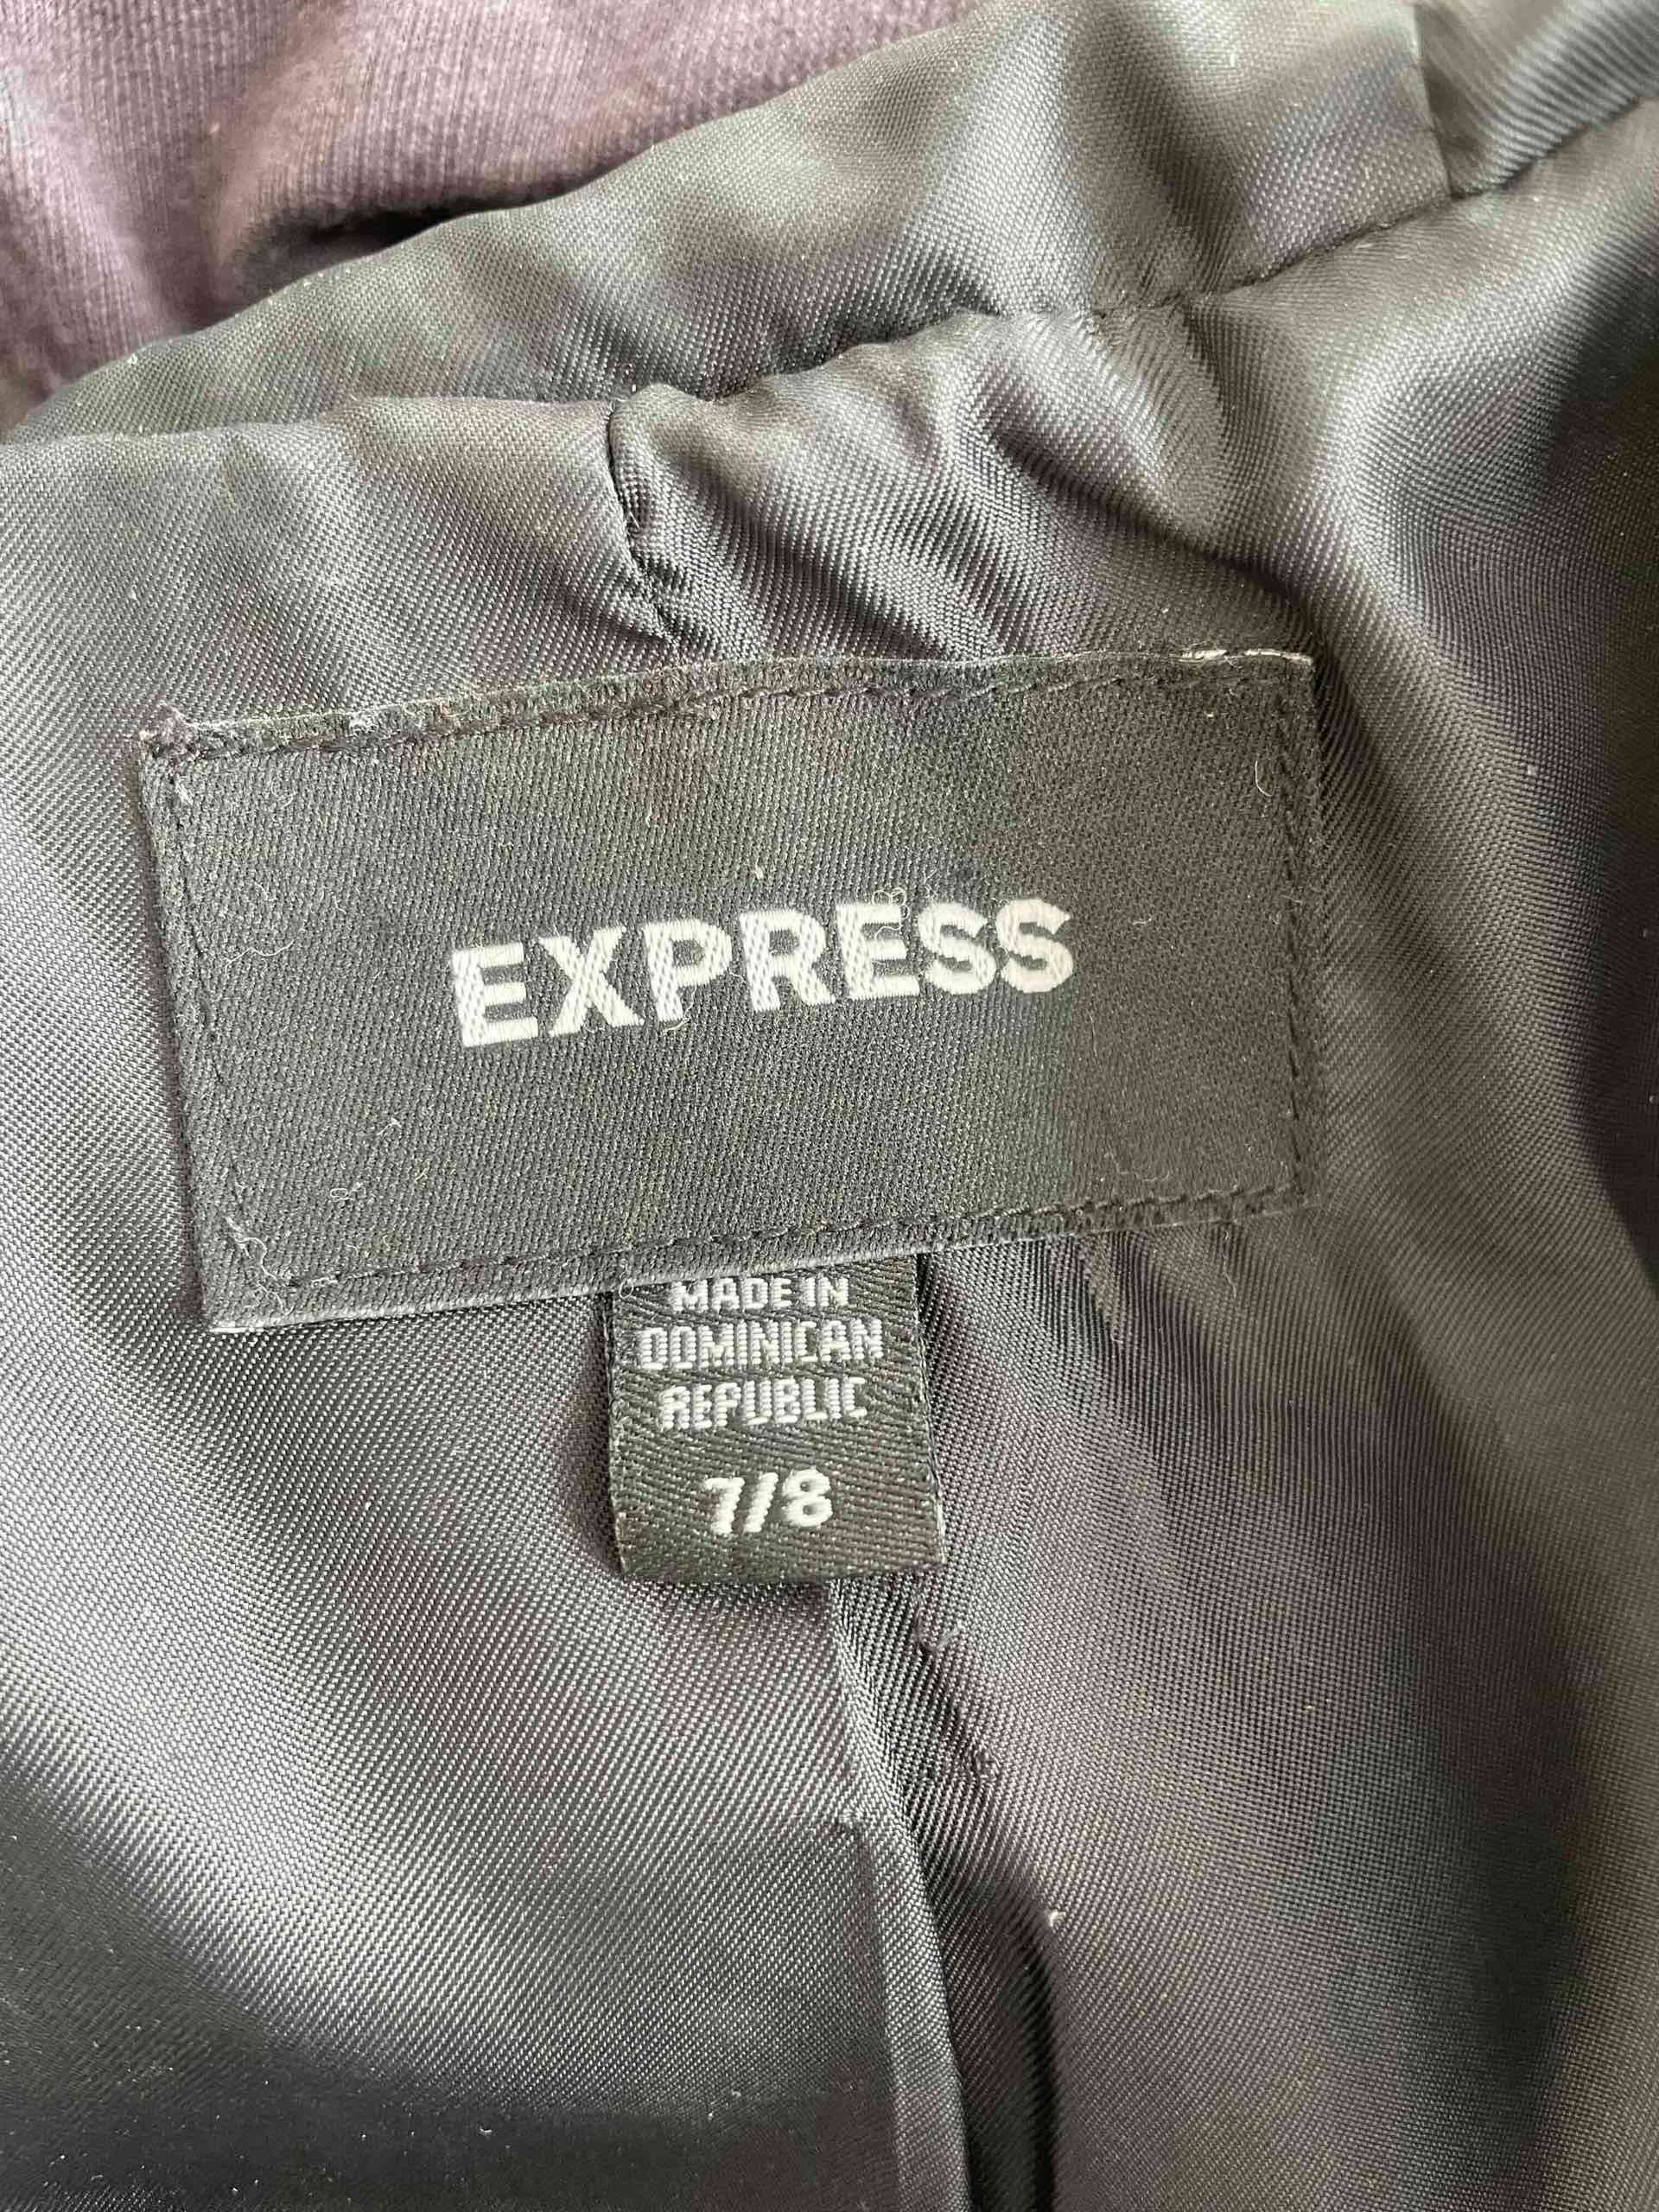 EXPRESS
MADE IN
DOMINICAN
REPUBLIC
7/8